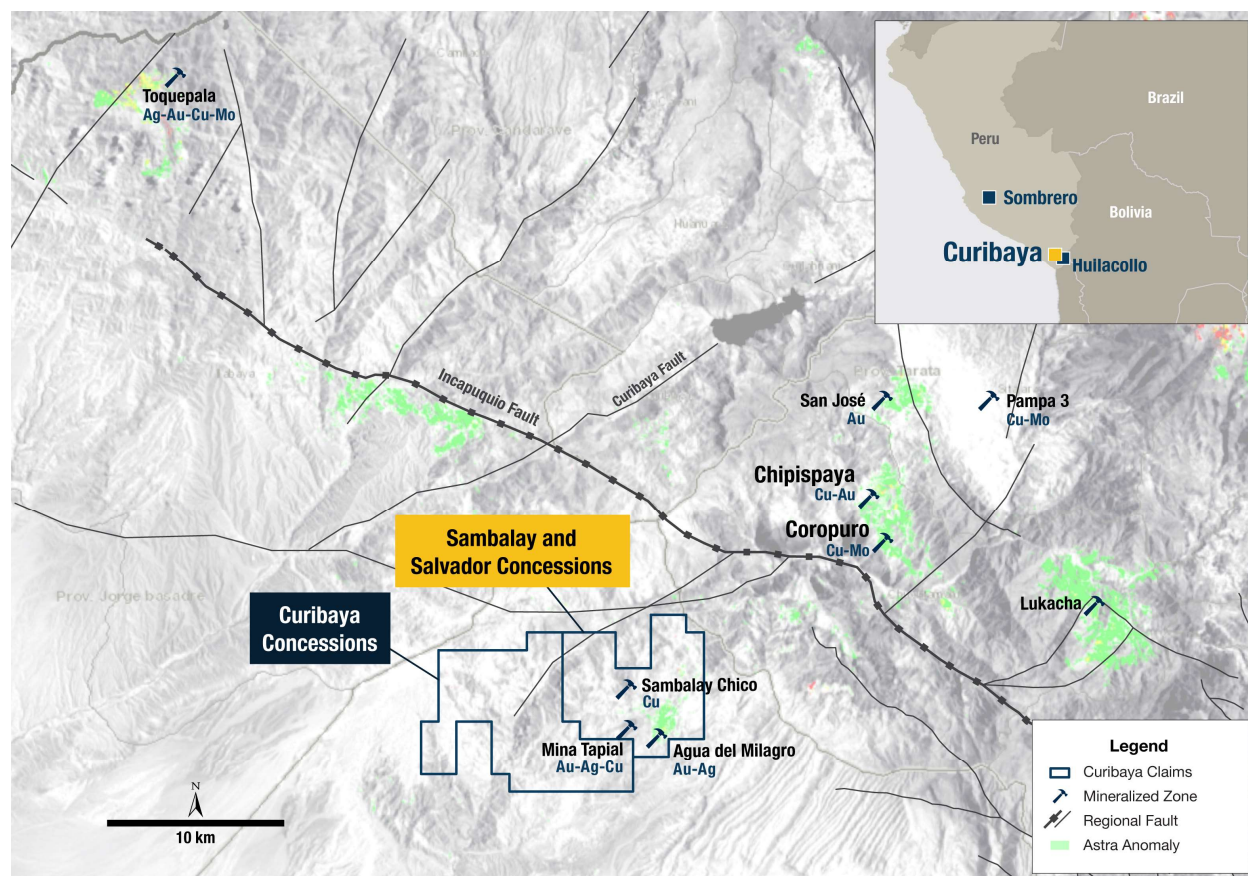 Toquepala
Ag-Au-Cu-Mo
Prov. Candarave
Brazil
Peru
Sombrero
Bolivia
Curibaya
Huilacollo
Incapuquio Fault
Curibaya Fault
Prov. Tarata
San José
Au
Pampa 3
Cu-Mo
Chipispaya
Cu-Au
Coropuro
Cu-Mo
Sambalay and
Salvador Concessions
Lukacha
Prov. Jorge basadre
Curibaya
Concessions
Sambalay Chico
Cu
Mina Tapial
Au-Ag-Cu
Agua del Milagro
Au-Ag
N
10 km
Legend
Curibaya Claims
Mineralized Zone
Regional Fault
Astra Anomaly